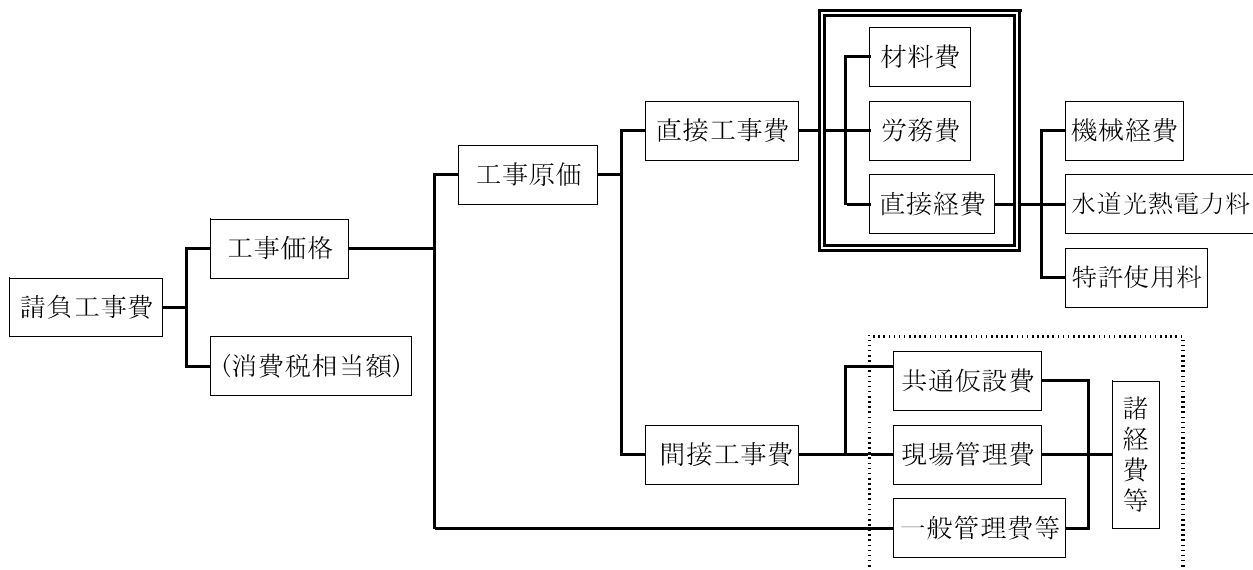 請負工事費
工事価格
(消費税相当額)
工事原価
直接工事費
間接工事費
材料費
労務費
直接経費
機械経費
水道光熱電力料
特許使用料
共通仮設費
現場管理費
一般管理費等
諸経費等